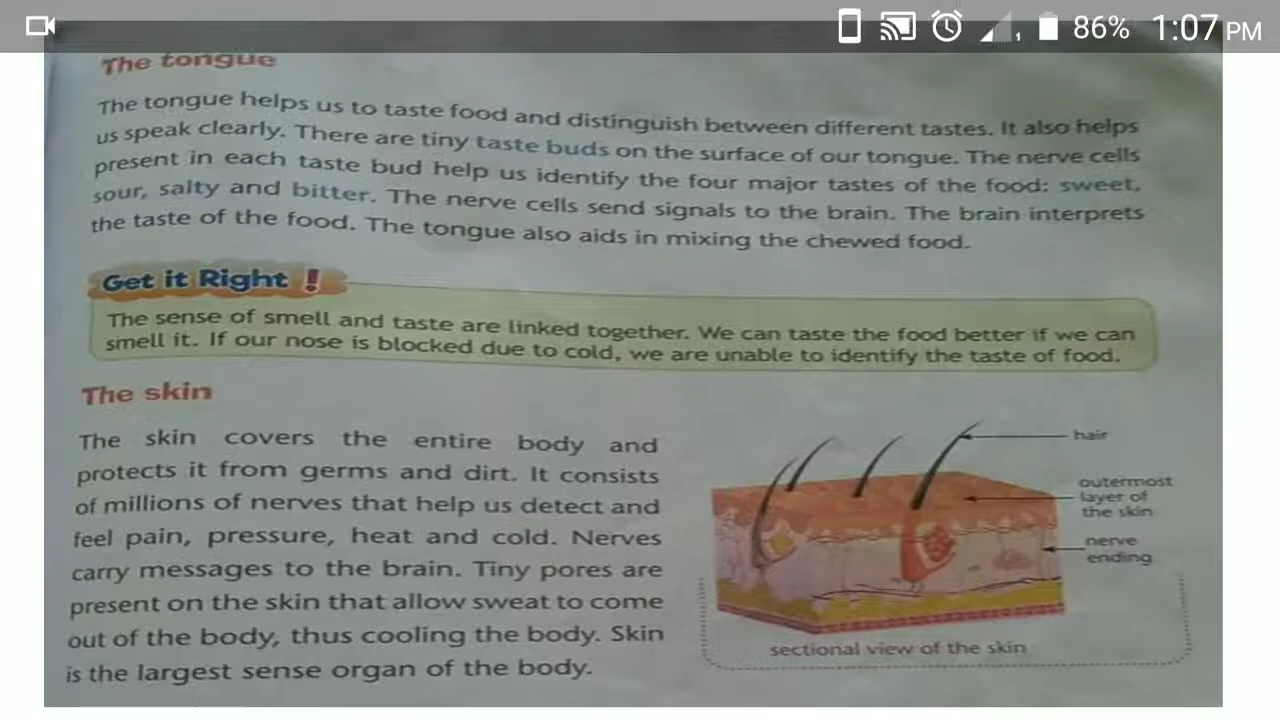 86% 1:07 PM
The tongue
The tongue helps us to taste food and distinguish between different tastes. It also helps
us speak clearly. There are tiny taste buds on the surface of our tongue. The nerve cells
present in each taste bud help us identify the four major tastes of the food: sweet,
sour, salty and bitter. The nerve cells send signals to the brain. The brain interprets
the taste of the food. The tongue also aids in mixing the chewed food.
Get it Right !
The sense of smell and taste are linked together. We can taste the food better if we can
smell it. If our nose is blocked due to cold, we are unable to identify the taste of food.
The skin
The skin covers the entire body and
protects it from germs and dirt. It consists
of millions of nerves that help us detect and
feel pain, pressure, heat and cold. Nerves
carry messages to the brain. Tiny pores are
present on the skin that allow sweat to come
out of the body, thus cooling the body. Skin
is the largest sense organ of the body.
hair
outermost
layer of
the skin
nerve
ending
sectional view of the skin